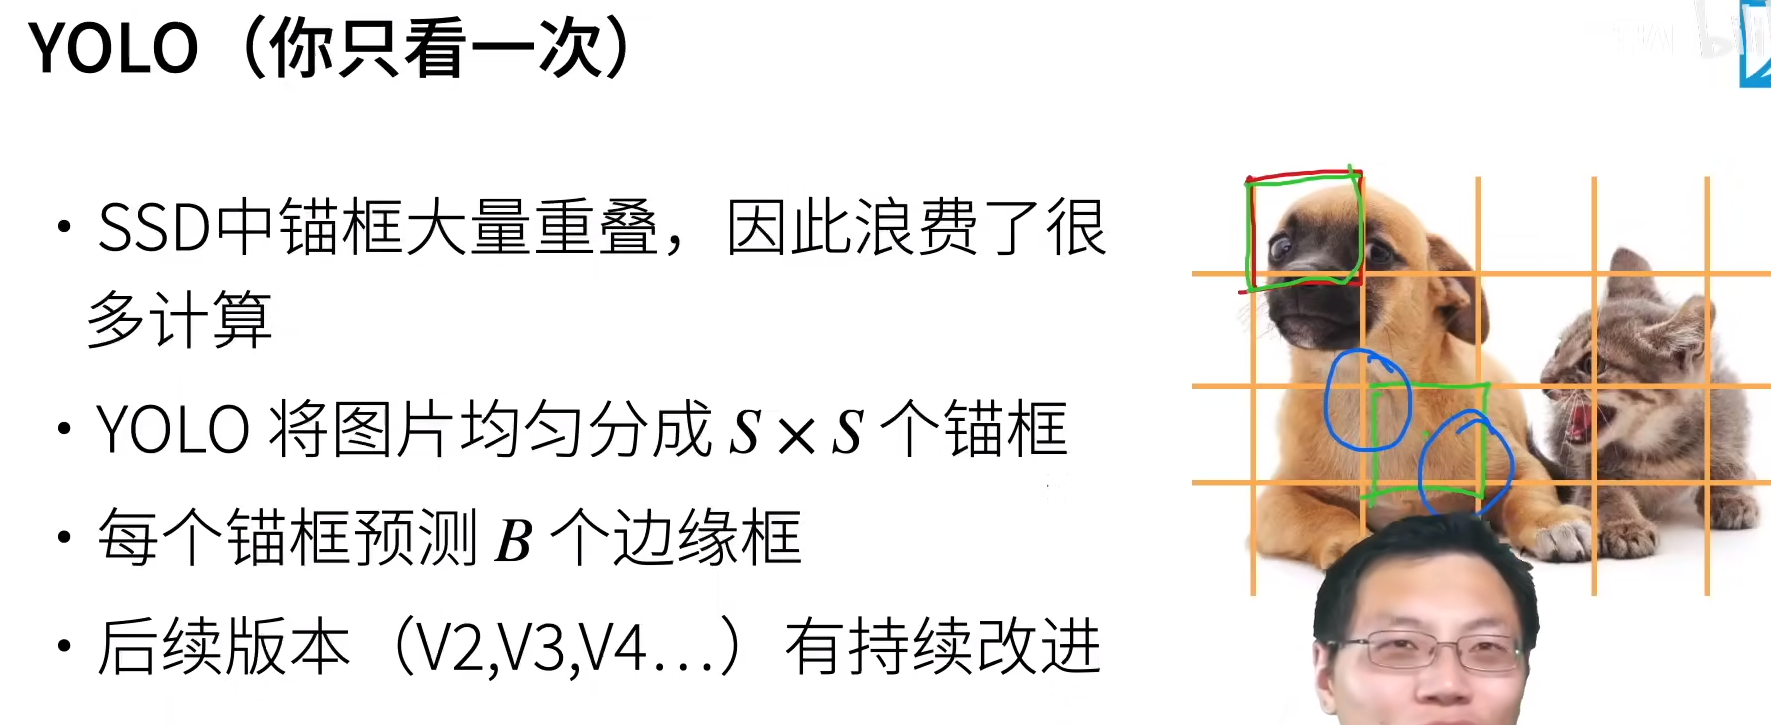 YOLO（你只看一次）
• SSD中锚框大量重叠，因此浪费了很
多计算
• YOLO 将图片均匀分成 S × S 个锚框
• 每个锚框预测 B 个边缘框
• 后续版本（V2,V3,V4…）有持续改进